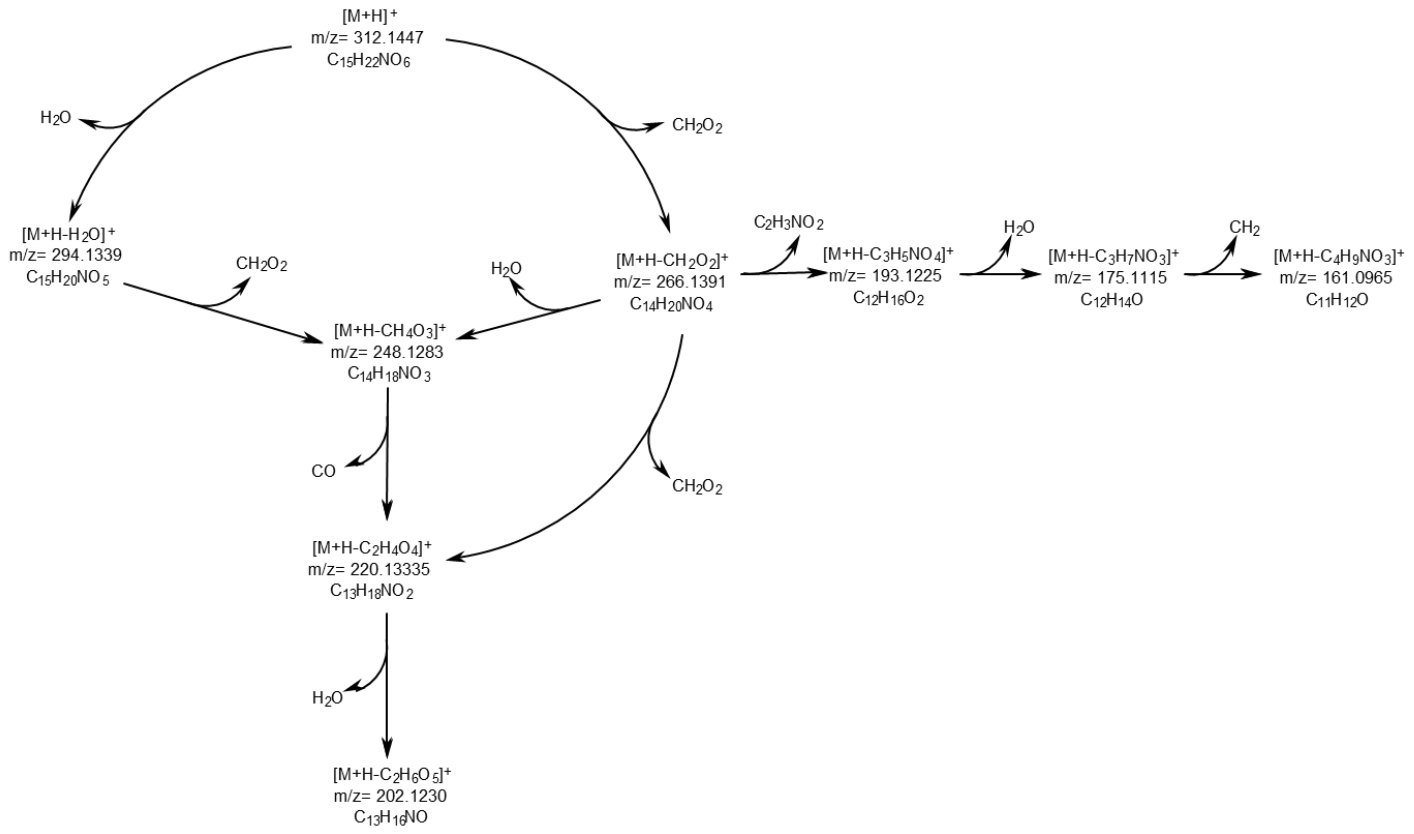 [M+H]⁺
m/z= 312.1447
C₁₅H₂₂NO₆
H₂O
CH₂O₂
[M+H-H₂O]⁺
m/z= 294.1339
C₁₅H₂₀NO₅
CH₂O₂
H₂O
[M+H-CH₂O₂]⁺
m/z= 266.1391
C₁₄H₂₀NO₄
C₂H₃NO₂
[M+H-C₃H₅NO₄]⁺
m/z= 193.1225
C₁₂H₁₆O₂
H₂O
[M+H-C₃H₇NO₃]⁺
m/z= 175.1115
C₁₂H₁₄O
CH₂
[M+H-C₄H₉NO₃]⁺
m/z= 161.0965
C₁₁H₁₂O
[M+H-CH₄O₃]⁺
m/z= 248.1283
C₁₄H₁₈NO₃
CO
CH₂O₂
[M+H-C₂H₄O₄]⁺
m/z= 220.13335
C₁₃H₁₈NO₂
H₂O
[M+H-C₂H₆O₅]⁺
m/z= 202.1230
C₁₃H₁₆NO